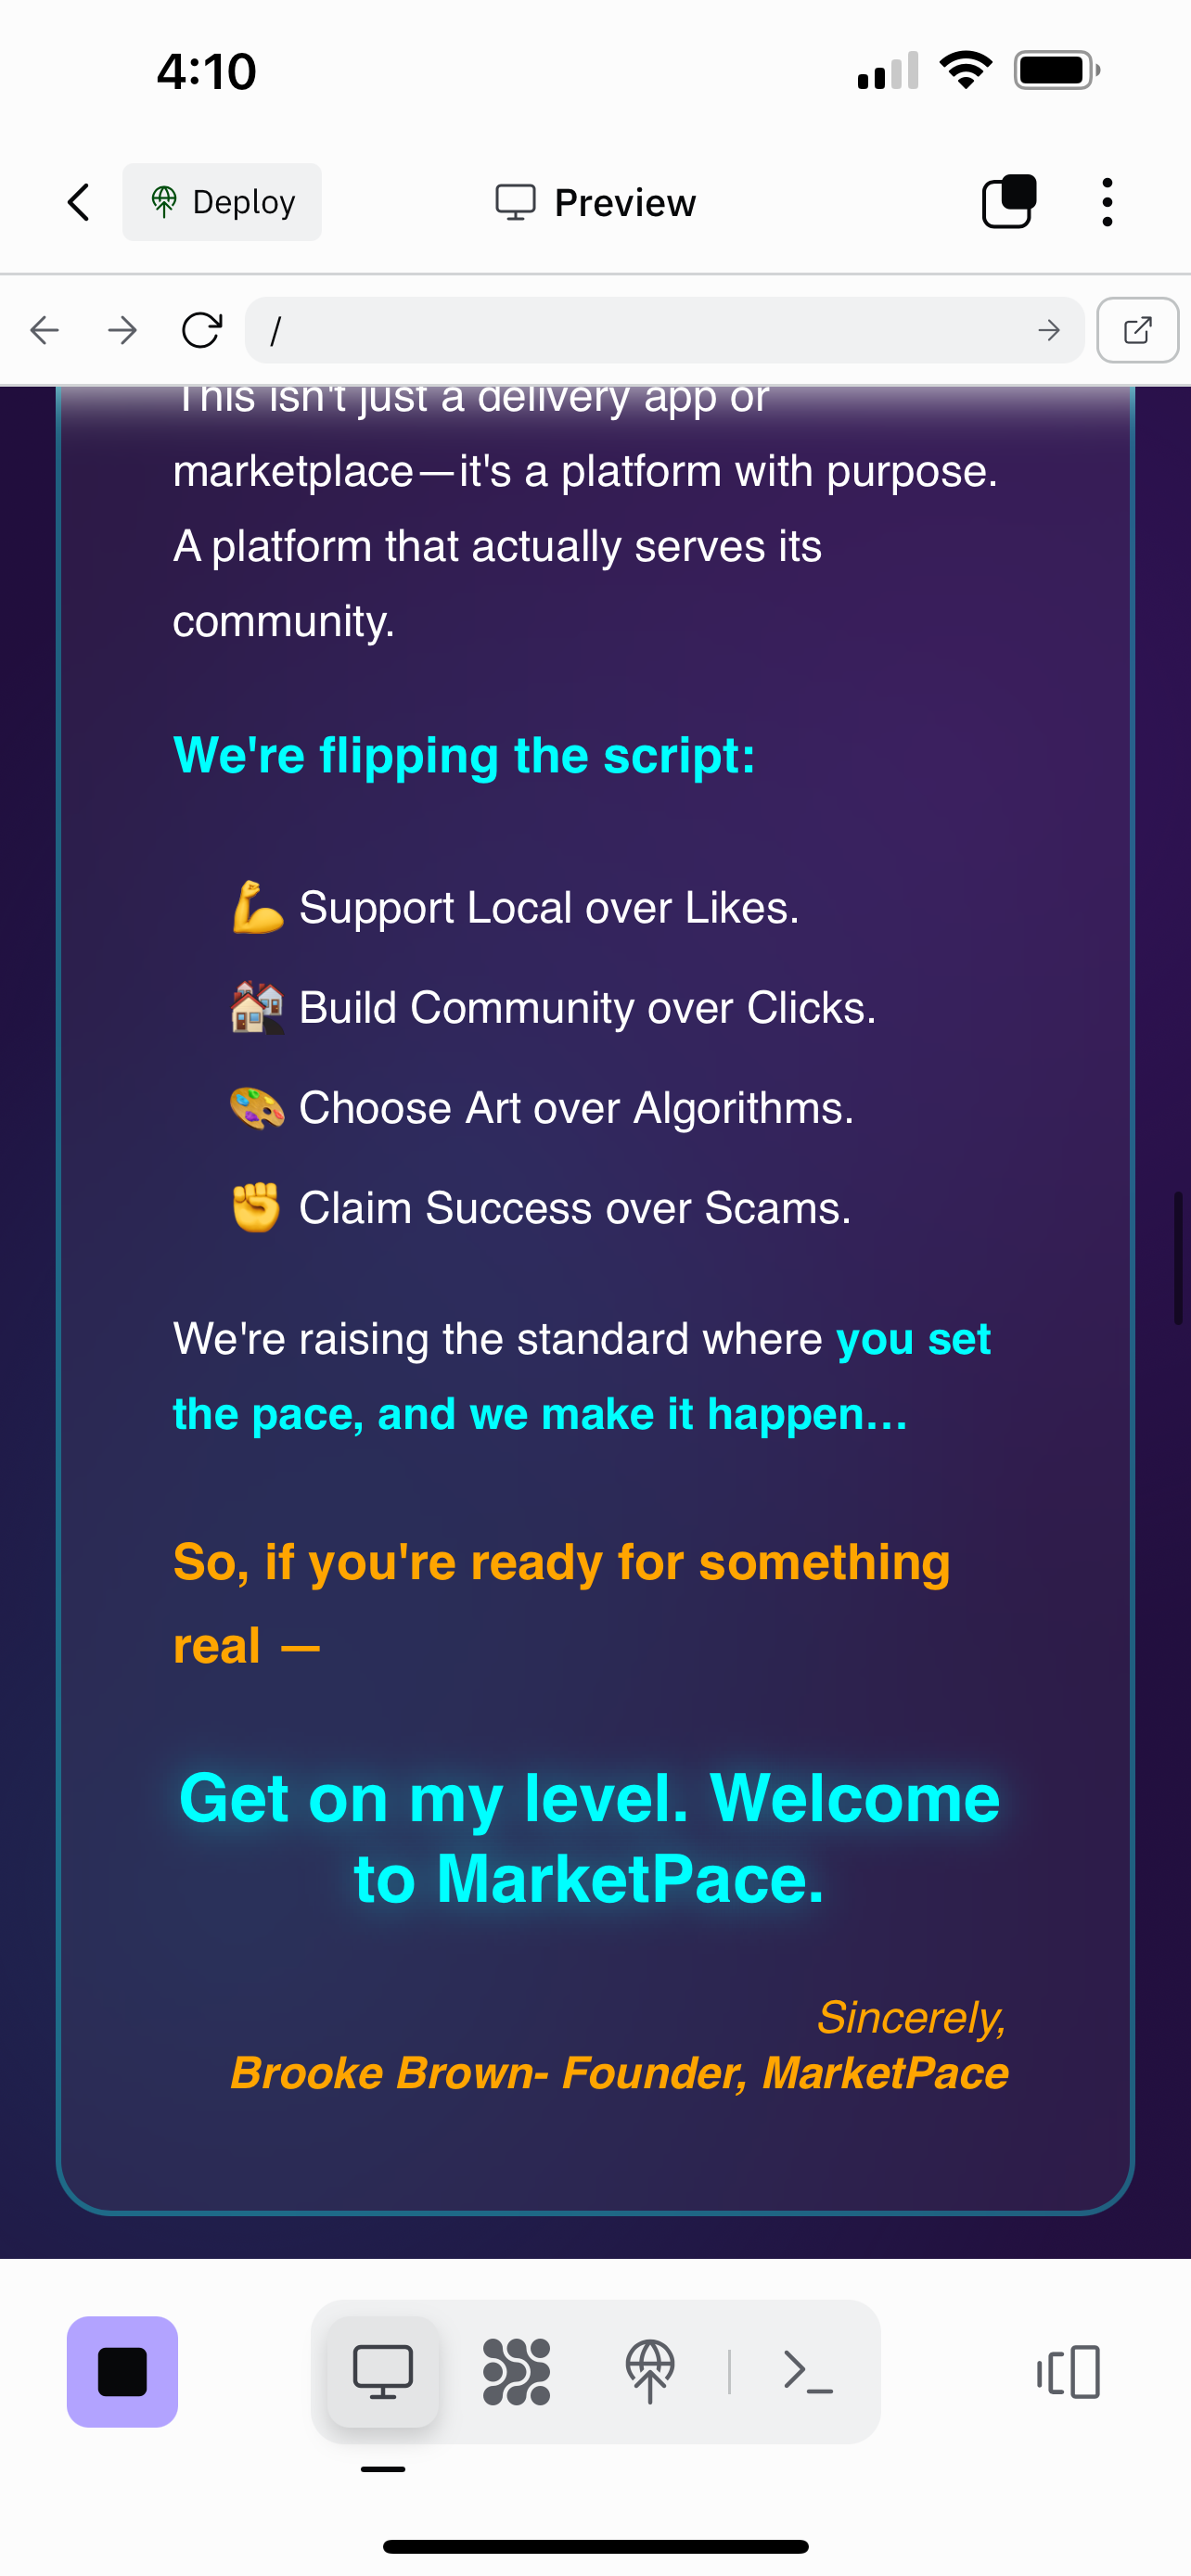 4:10
Deploy
Preview
/
This isn't just a delivery app or
marketplace—it's a platform with purpose.
A platform that actually serves its
community.
We're flipping the script:
💪 Support Local over Likes.
🏘️ Build Community over Clicks.
🎨 Choose Art over Algorithms.
✊ Claim Success over Scams.
We're raising the standard where you set
the pace, and we make it happen...
So, if you're ready for something
real —
Get on my level. Welcome
to MarketPace.
Sincerely,
Brooke Brown- Founder, MarketPace